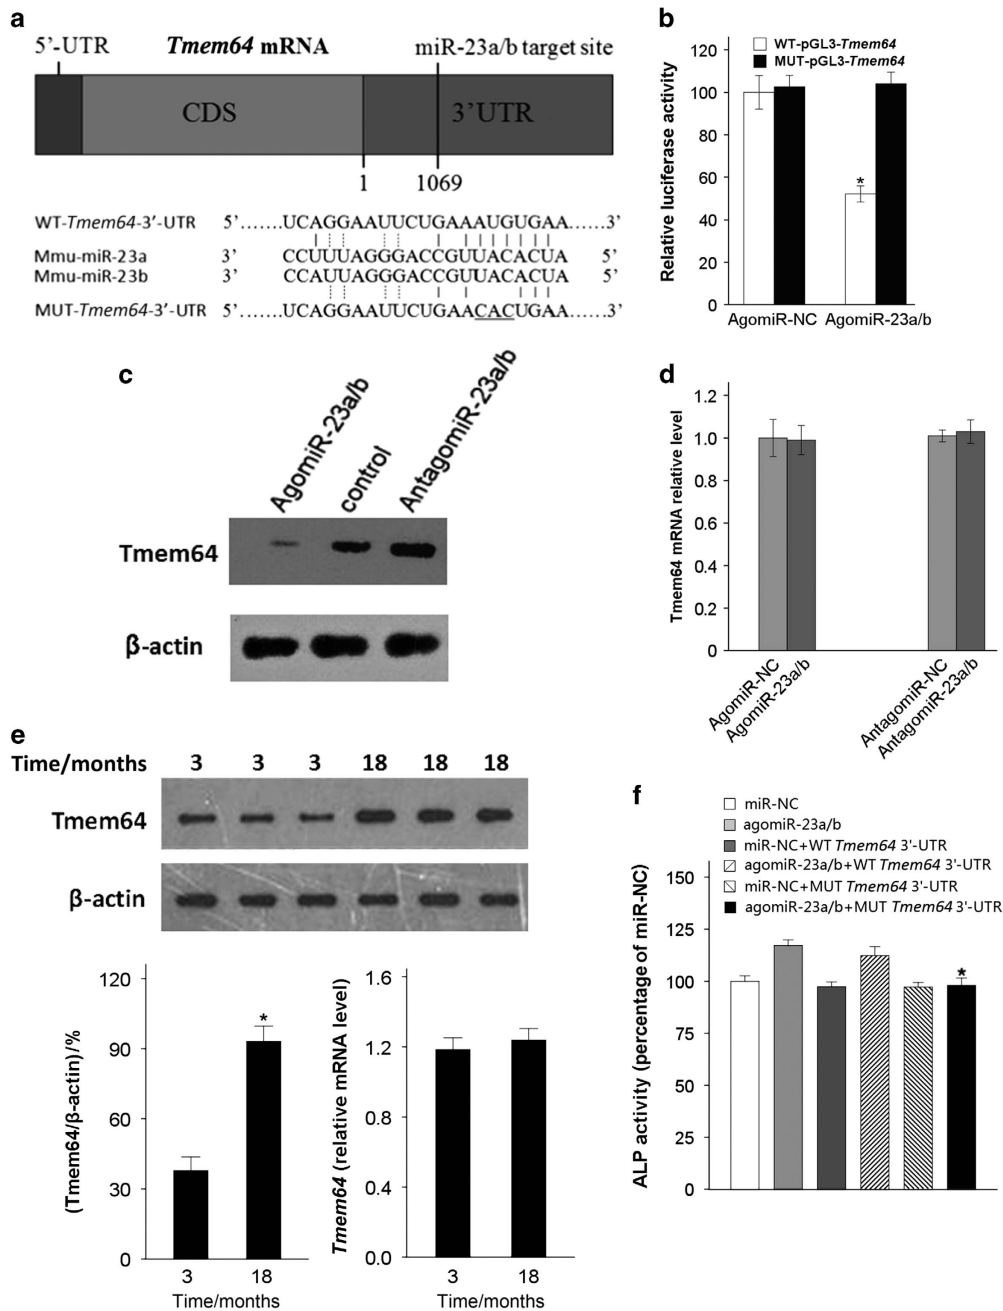 a
5’-UTR Tmem64 mRNA miR-23a/b target site
CDS 3’UTR
1 1069
WT-Tmem64-3’-UTR 5’.......UCAGGAAUUCUGAAAUGUGAA......3’
Mmu-miR-23a 3’ CCUUUAGGGACCGUUACACUA 5’
Mmu-miR-23b 3’ CCAUUAGGGACCGUUACACUA 5’
MUT-Tmem64-3’-UTR 5’.......UCAGGAAUUCUGAACACUGAA......3’
b
WT-pGL3-Tmem64
MUT-pGL3-Tmem64
Relative luciferase activity
120
100
80
60
40
20
0
*
AgomiR-NC AgomiR-23a/b
c
AgomiR-23a/b
control
Antagomir-23a/b
Tmem64
β-actin
d
Tmem64 mRNA relative level
1.2
1.0
0.8
0.6
0.4
0.2
0
AgomiR-NC
AgomiR-23a/b
AntagomiR-NC
AntagomiR-23a/b
e
Time/months 3 3 3 18 18 18
Tmem64
β-actin
(Tmem64/β-actin)/%
120
90
60
30
0
*
3 18
Time/months
Tmem64 (relative mRNA level)
1.6
1.2
0.8
0.4
0.0
3 18
Time/months
f
miR-NC
agomiR-23a/b
miR-NC+WT Tmem64 3'-UTR
agomiR-23a/b+WT Tmem64 3'-UTR
miR-NC+MUT Tmem64 3'-UTR
agomiR-23a/b+MUT Tmem64 3'-UTR
ALP activity (percentage of miR-NC)
150
125
100
75
50
25
0
*